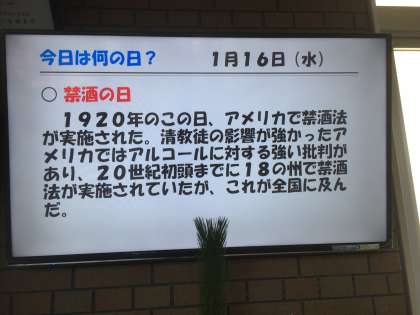 今日は何の日？　１月１６日（水）
○ 禁酒の日
１９２０年のこの日、アメリカで禁酒法
が実施された。清教徒の影響が強かったア
メリカではアルコールに対する強い批判が
あり、２０世紀初頭までに１８の州で禁酒
法が実施されていたが、これが全国に及ん
だ。